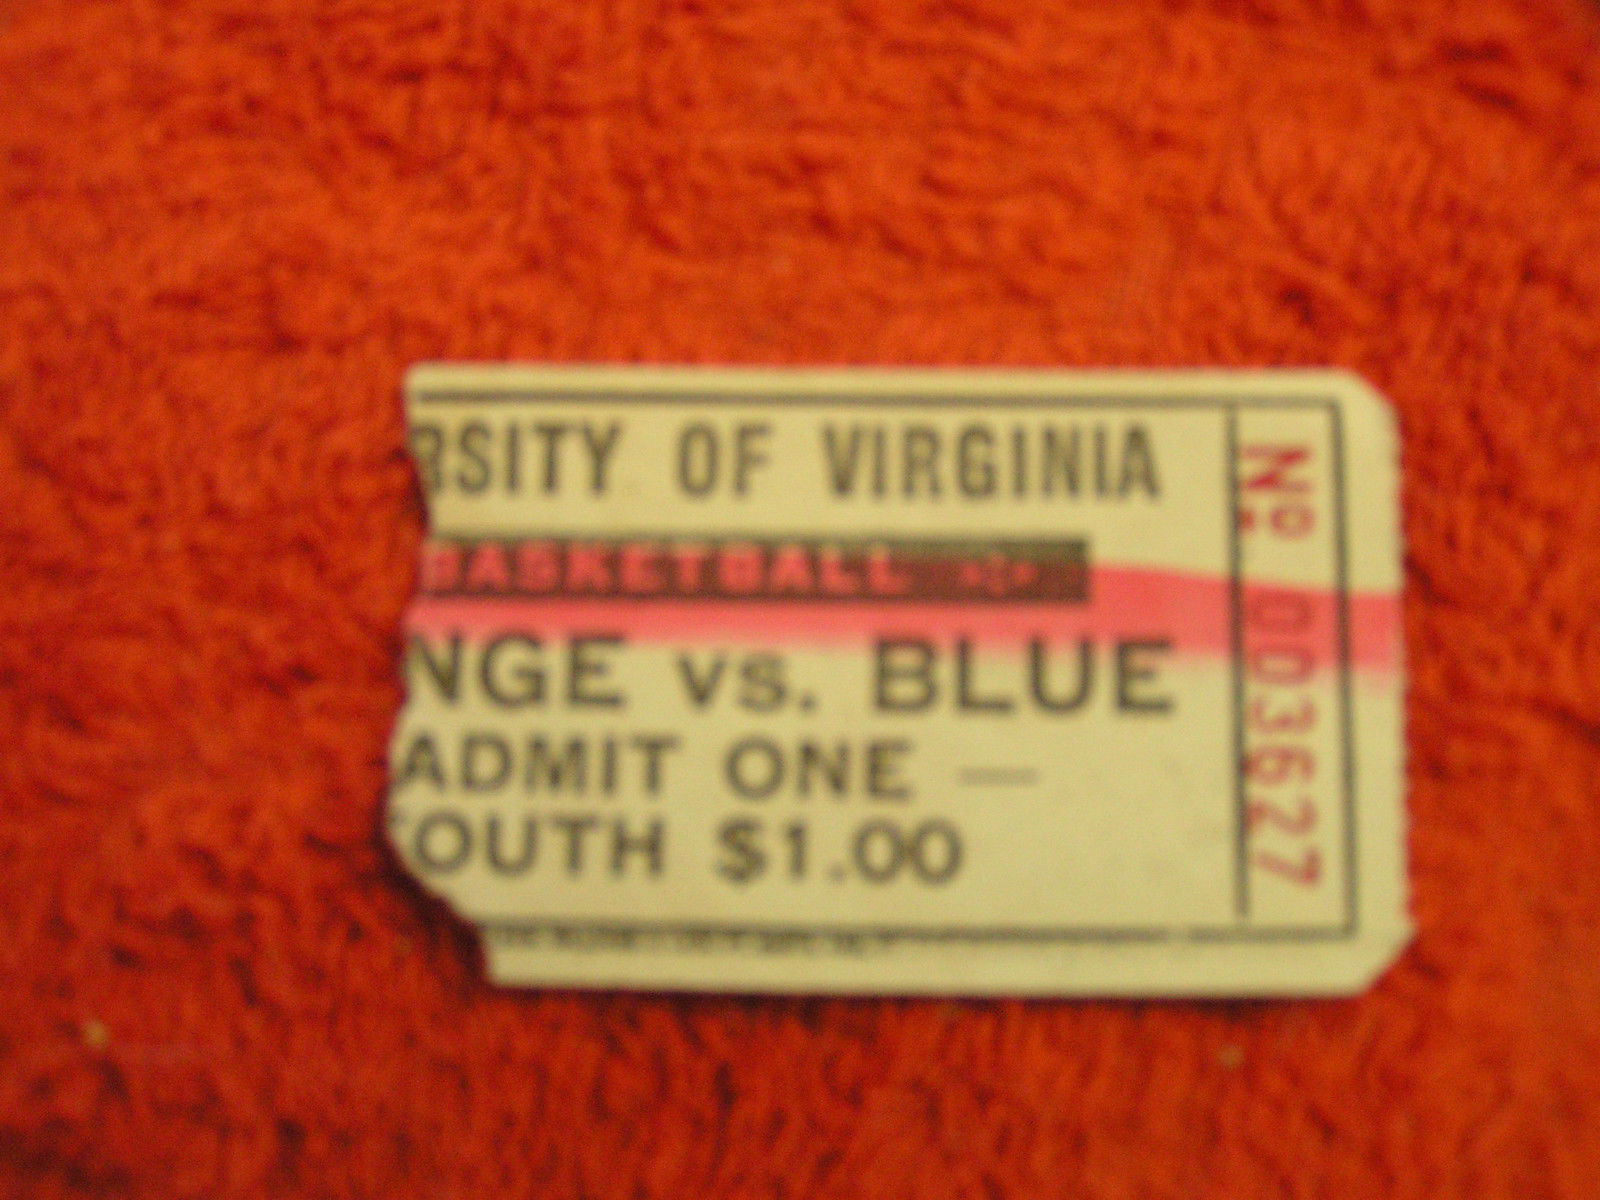 RSITY OF VIRGINIA
BASKETBALL
NGE vs. BLUE
ADMIT ONE —
OUTH $1.00
No. 003627